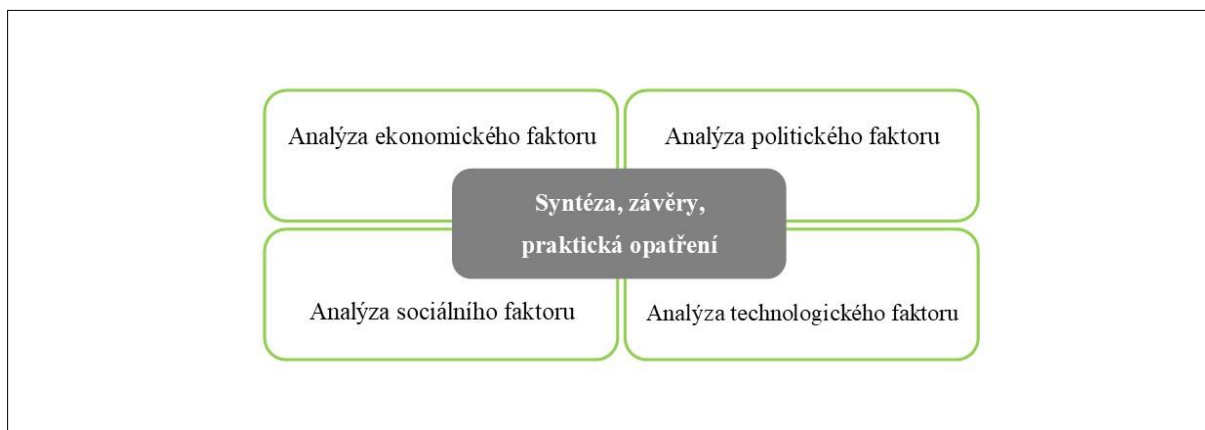 Analýza ekonomického faktoru
Analýza politického faktoru
Syntéza, závěry,
praktická opatření
Analýza sociálního faktoru
Analýza technologického faktoru